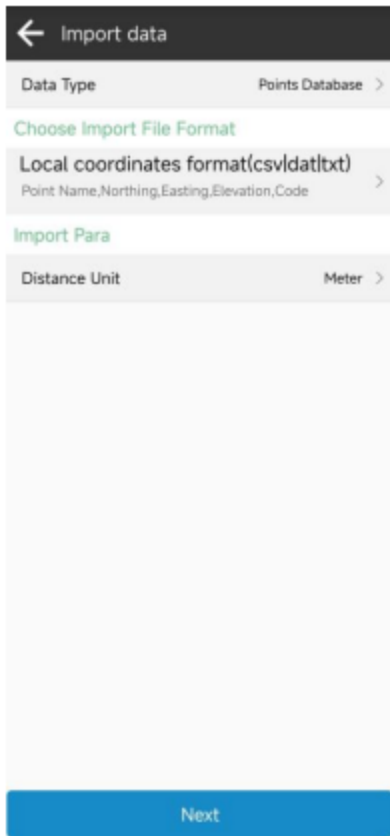 Import data
Data Type Points Database
Choose Import File Format
Local coordinates format(csv|dat|txt)
Point Name,Northing,Easting,Elevation,Code
Import Para
Distance Unit Meter
Next